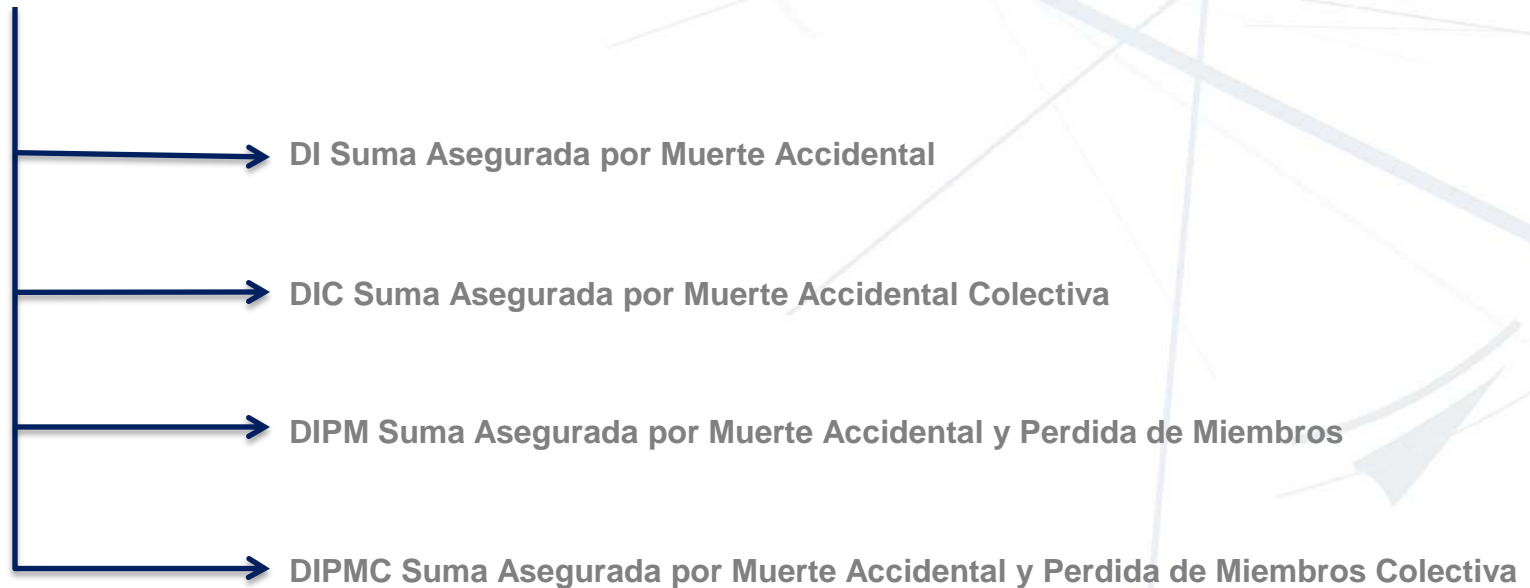 DI Suma Asegurada por Muerte Accidental
DIC Suma Asegurada por Muerte Accidental Colectiva
DIPM Suma Asegurada por Muerte Accidental y Perdida de Miembros
DIPMC Suma Asegurada por Muerte Accidental y Perdida de Miembros Colectiva